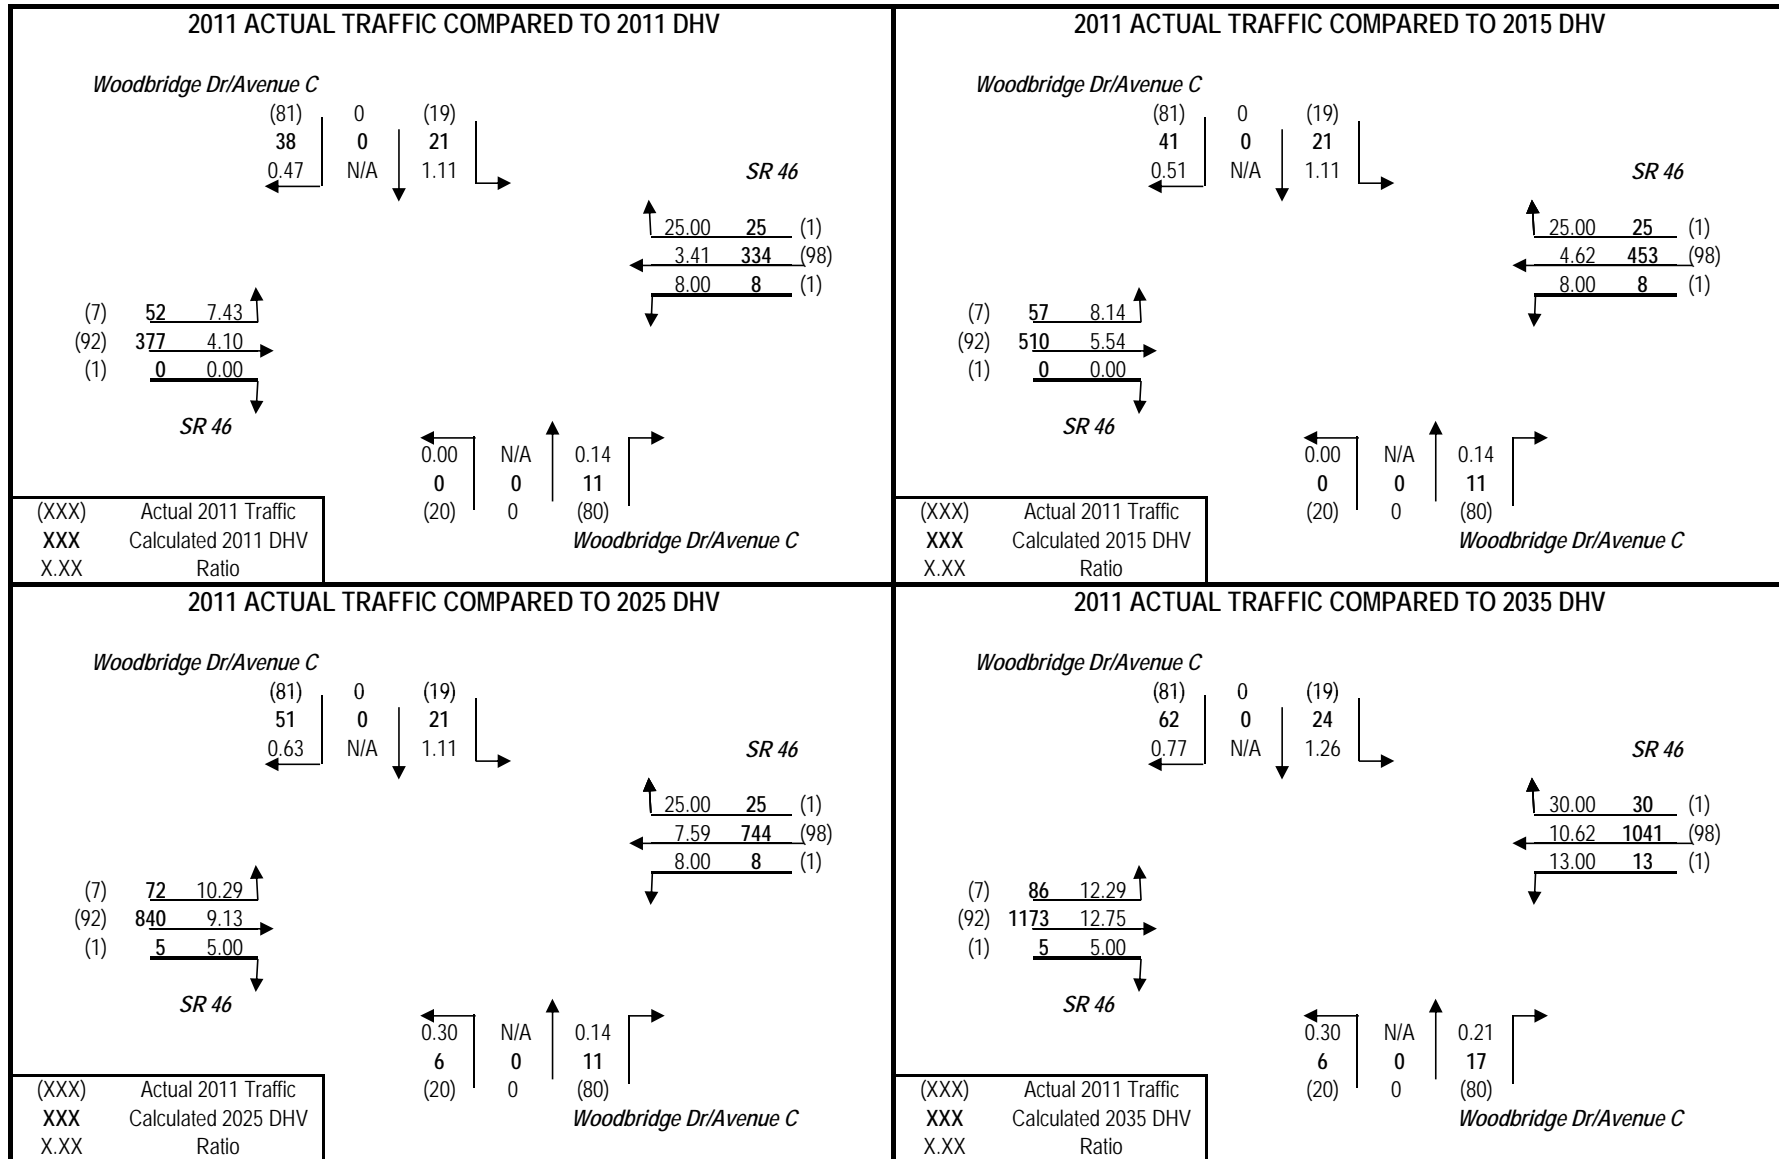 2011 ACTUAL TRAFFIC COMPARED TO 2011 DHV
Woodbridge Dr/Avenue C
(81) 0 (19)
38 0 21
0.47 N/A 1.11
SR 46
25.00 25 (1)
3.41 334 (98)
8.00 8 (1)
(7) 52 7.43
(92) 377 4.10
(1) 0 0.00
SR 46
0.00 N/A 0.14
0 0 11
(20) 0 (80)
Woodbridge Dr/Avenue C
(XXX) Actual 2011 Traffic
XXX Calculated 2011 DHV
X.XX Ratio
2011 ACTUAL TRAFFIC COMPARED TO 2015 DHV
Woodbridge Dr/Avenue C
(81) 0 (19)
41 0 21
0.51 N/A 1.11
SR 46
25.00 25 (1)
4.62 453 (98)
8.00 8 (1)
(7) 57 8.14
(92) 510 5.54
(1) 0 0.00
SR 46
0.00 N/A 0.14
0 0 11
(20) 0 (80)
Woodbridge Dr/Avenue C
(XXX) Actual 2011 Traffic
XXX Calculated 2015 DHV
X.XX Ratio
2011 ACTUAL TRAFFIC COMPARED TO 2025 DHV
Woodbridge Dr/Avenue C
(81) 0 (19)
51 0 21
0.63 N/A 1.11
SR 46
25.00 25 (1)
7.59 744 (98)
8.00 8 (1)
(7) 72 10.29
(92) 840 9.13
(1) 5 5.00
SR 46
0.30 N/A 0.14
6 0 11
(20) 0 (80)
Woodbridge Dr/Avenue C
(XXX) Actual 2011 Traffic
XXX Calculated 2025 DHV
X.XX Ratio
2011 ACTUAL TRAFFIC COMPARED TO 2035 DHV
Woodbridge Dr/Avenue C
(81) 0 (19)
62 0 24
0.77 N/A 1.26
SR 46
30.00 30 (1)
10.62 1041 (98)
13.00 13 (1)
(7) 86 12.29
(92) 1173 12.75
(1) 5 5.00
SR 46
0.30 N/A 0.21
6 0 17
(20) 0 (80)
Woodbridge Dr/Avenue C
(XXX) Actual 2011 Traffic
XXX Calculated 2035 DHV
X.XX Ratio